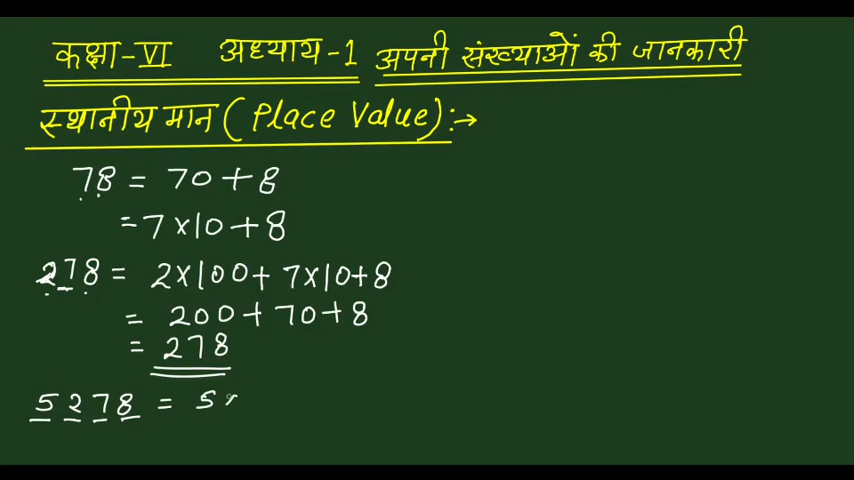 कक्षा-VI अध्याय-1 अपनी संख्याओं की जानकारी
स्थानीय मान (Place Value):→
78 = 70+8
=7×10+8
278 = 2×100+7×10+8
= 200+70+8
= 278
5278 = 5×